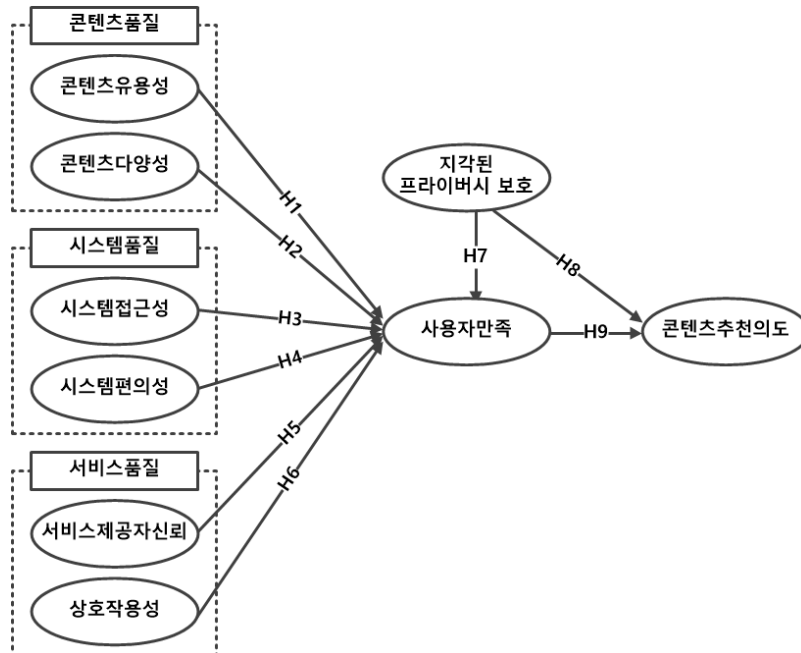 콘텐츠품질
콘텐츠유용성
콘텐츠다양성
시스템품질
시스템접근성
시스템편의성
서비스품질
서비스제공자신뢰
상호작용성
H1
H2
H3
H4
H5
H6
지각된
프라이버시 보호
H7
H8
사용자만족
H9
콘텐츠추천의도